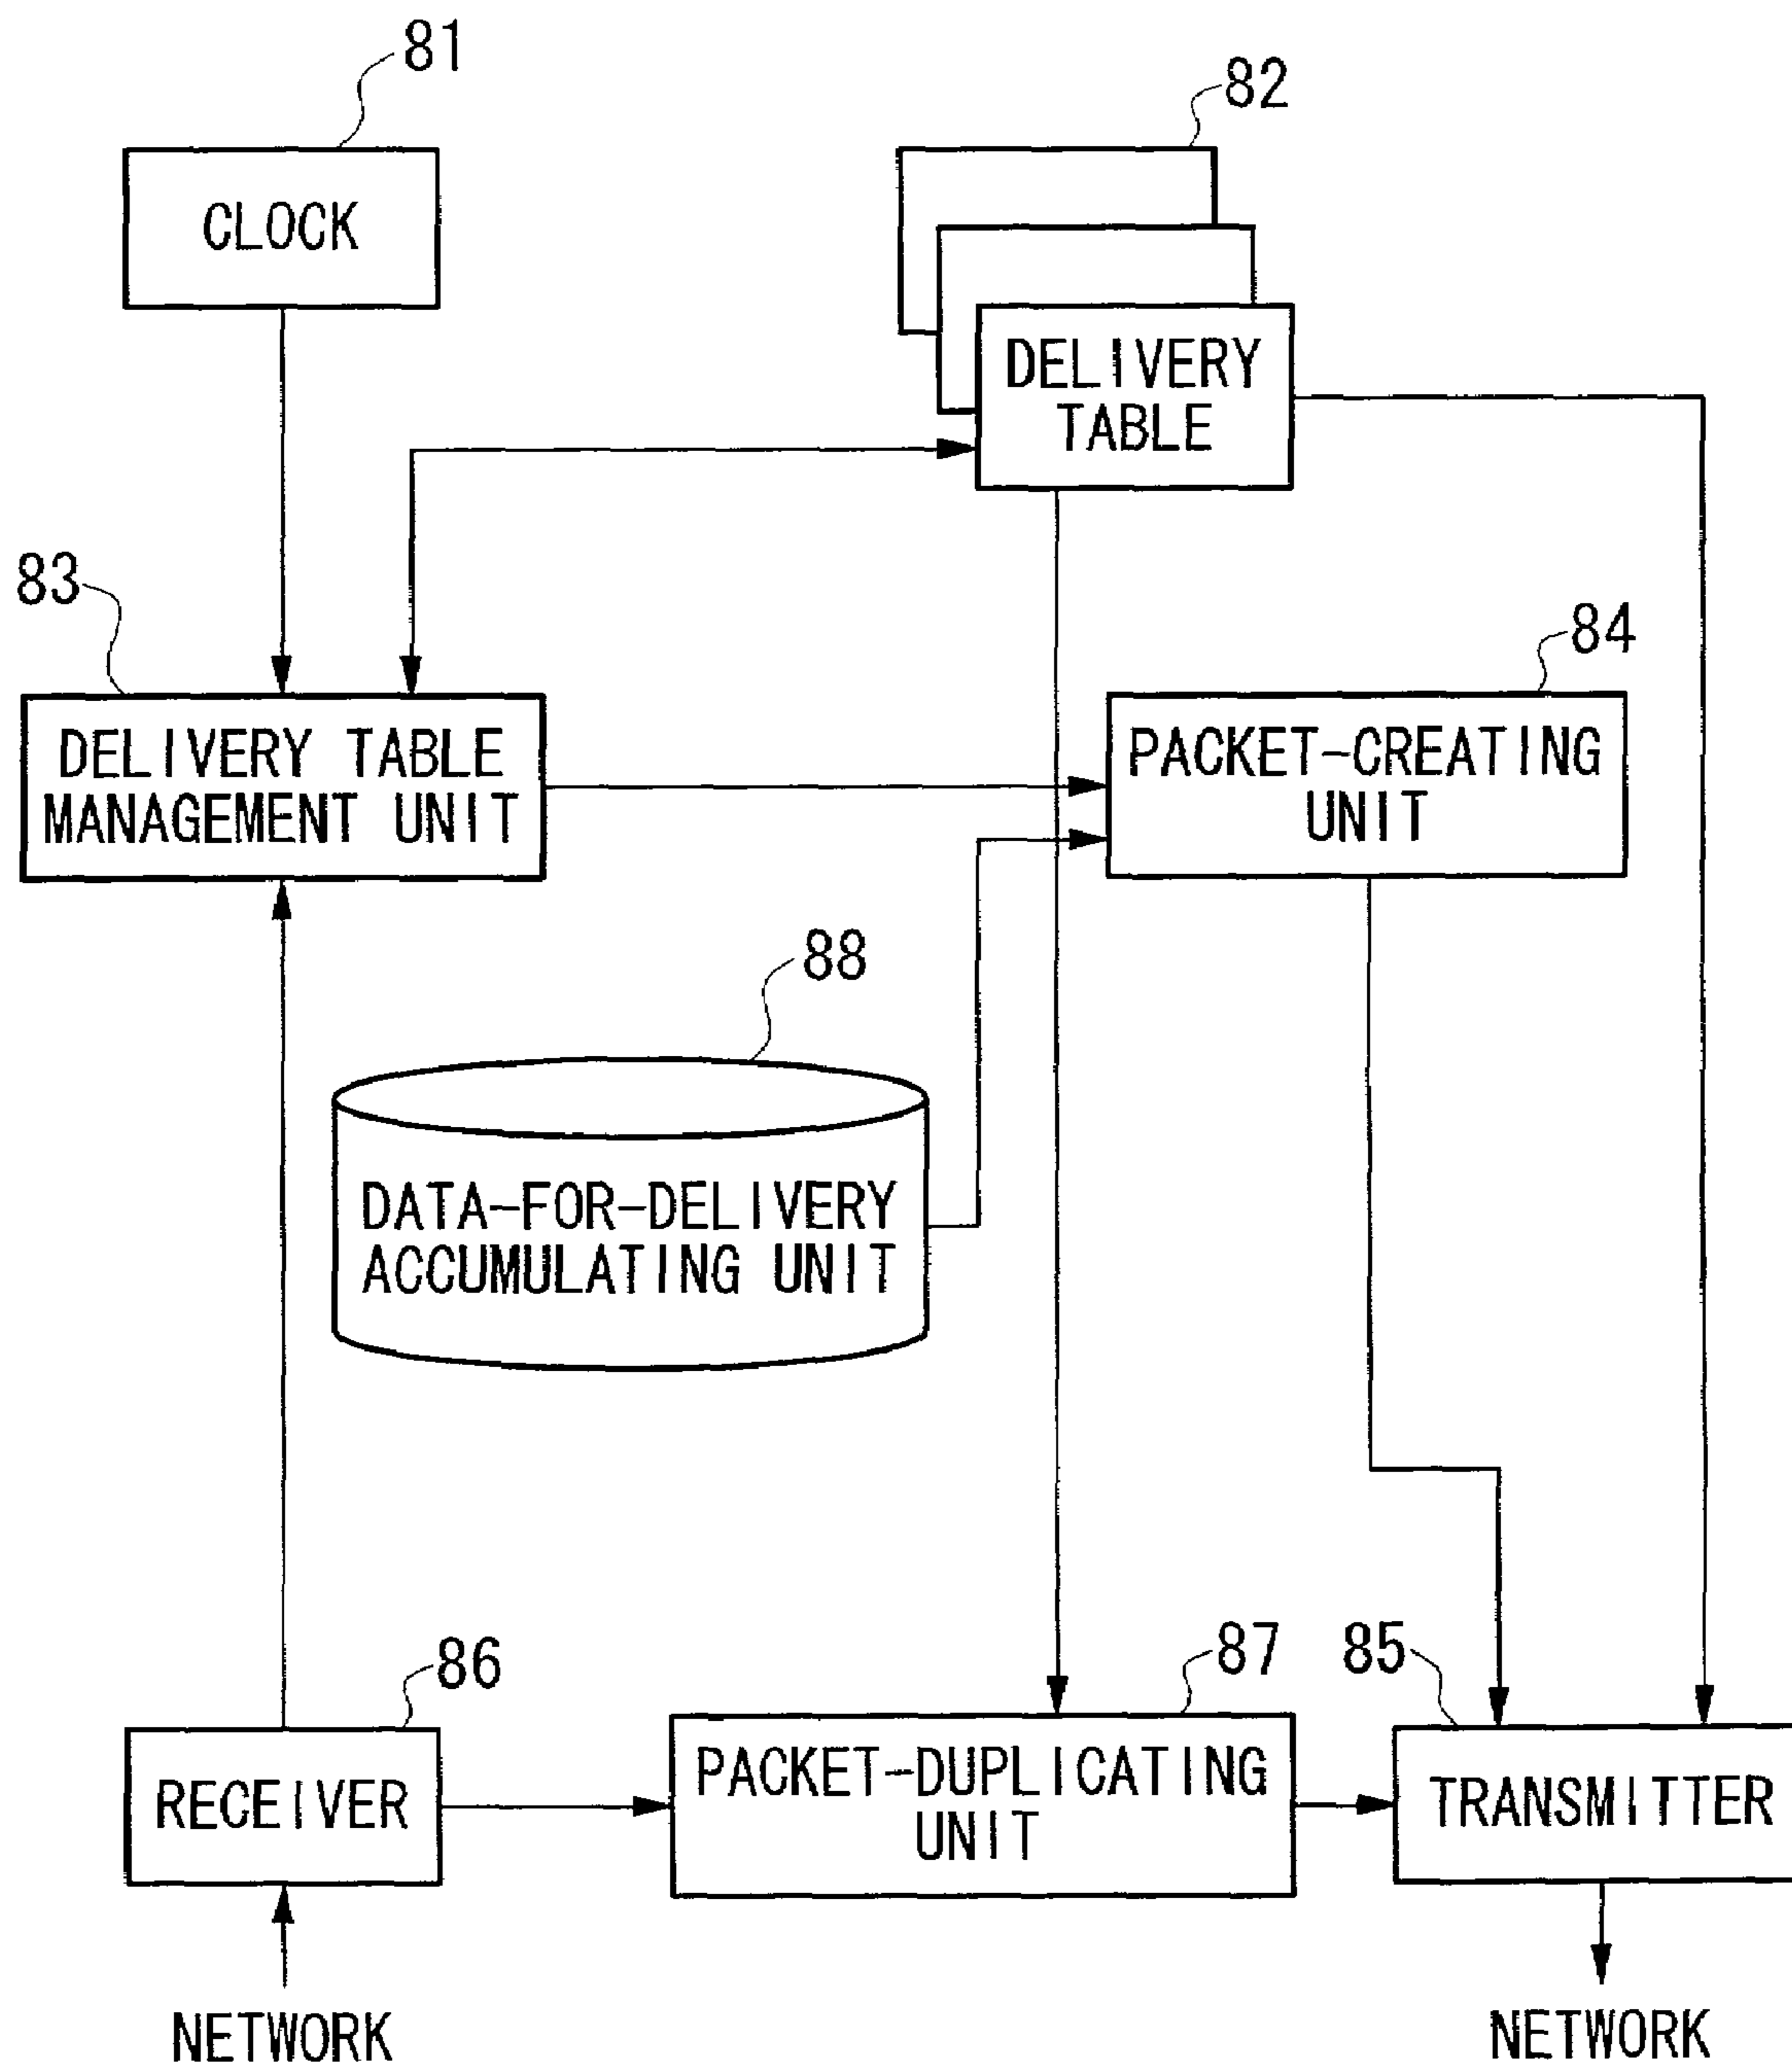 81
82
CLOCK
DELIVERY
TABLE
83
84
DELIVERY TABLE
MANAGEMENT UNIT
PACKET-CREATING
UNIT
88
DATA-FOR-DELIVERY
ACCUMULATING UNIT
86
87
85
RECEIVER
PACKET-DUPLICATING
UNIT
TRANSMITTER
NETWORK
NETWORK